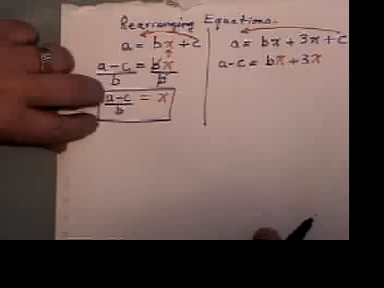 Rearranging Equations.
a = bx + c
a-c/b = bx/b
a-c/b = x
a = bx + 3x + c
a-c = bx + 3x